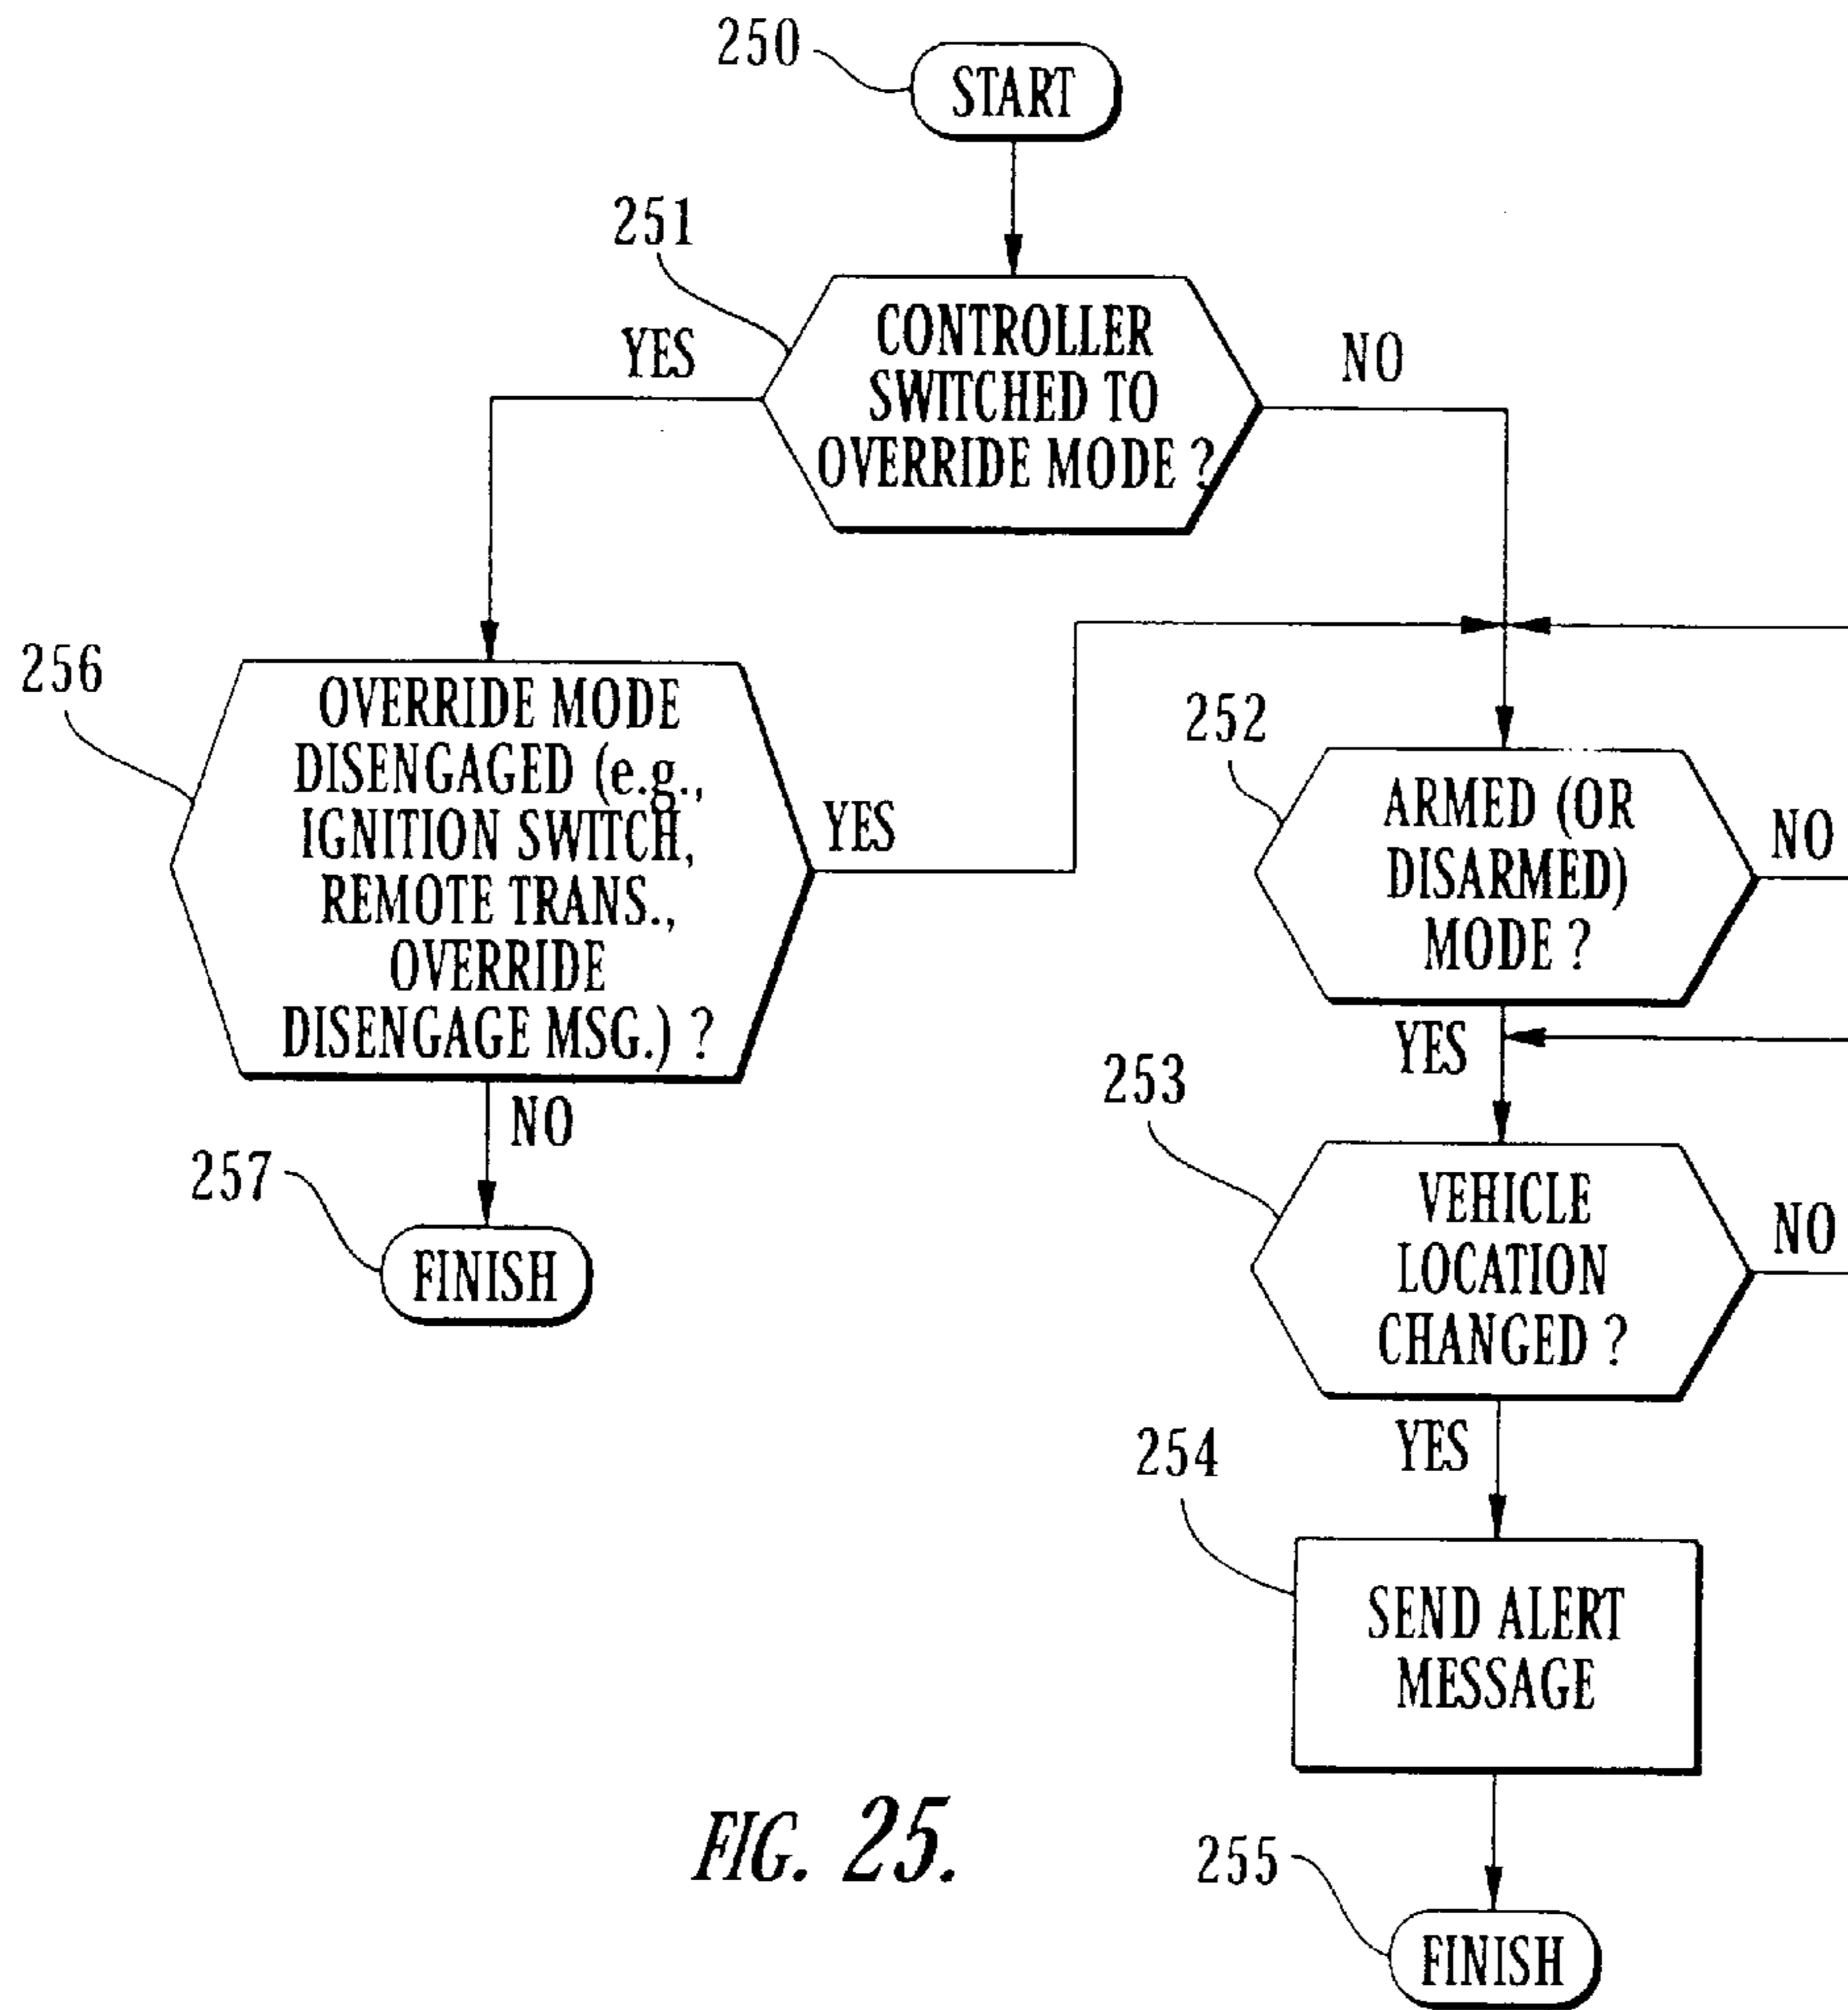 250
START
251
YES
CONTROLLER
SWITCHED TO
OVERRIDE MODE ?
NO
256
OVERRIDE MODE
DISENGAGED (e.g.,
IGNITION SWITCH,
REMOTE TRANS.,
OVERRIDE
DISENGAGE MSG.) ?
YES
NO
257
FINISH
252
ARMED (OR
DISARMED)
MODE ?
NO
YES
253
VEHICLE
LOCATION
CHANGED ?
NO
YES
254
SEND ALERT
MESSAGE
255
FINISH
FIG. 25.